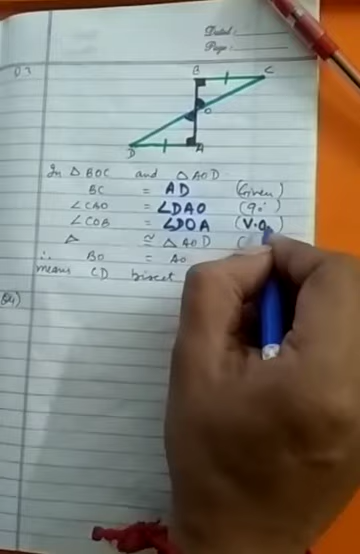 Dated:
Page:
Q3
B C
O
D A
In △ BOC and △ AOD
BC = AD (Given)
∠CAO = ∠DAO (90°)
∠COB = ∠DOA (V.O.
△ ≅ △ AOD (
∴ BO = AO
means CD bisect